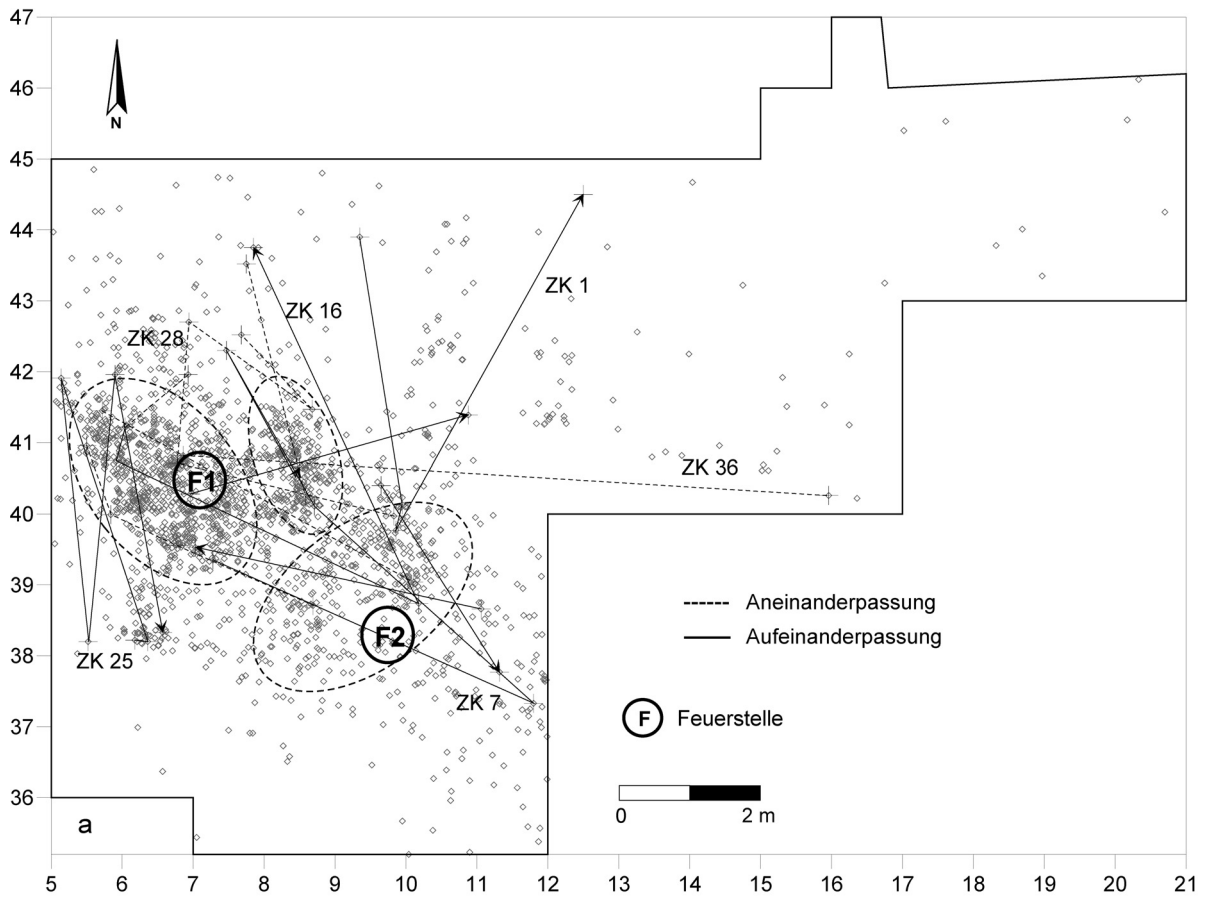 47
46
45
44
43
42
41
40
39
38
37
36
N
ZK 1
ZK 16
ZK 28
F1
ZK 36
F2
ZK 25
ZK 7
Aneinanderpassung
Aufeinanderpassung
F Feuerstelle
0 2 m
a
5 6 7 8 9 10 11 12 13 14 15 16 17 18 19 20 21